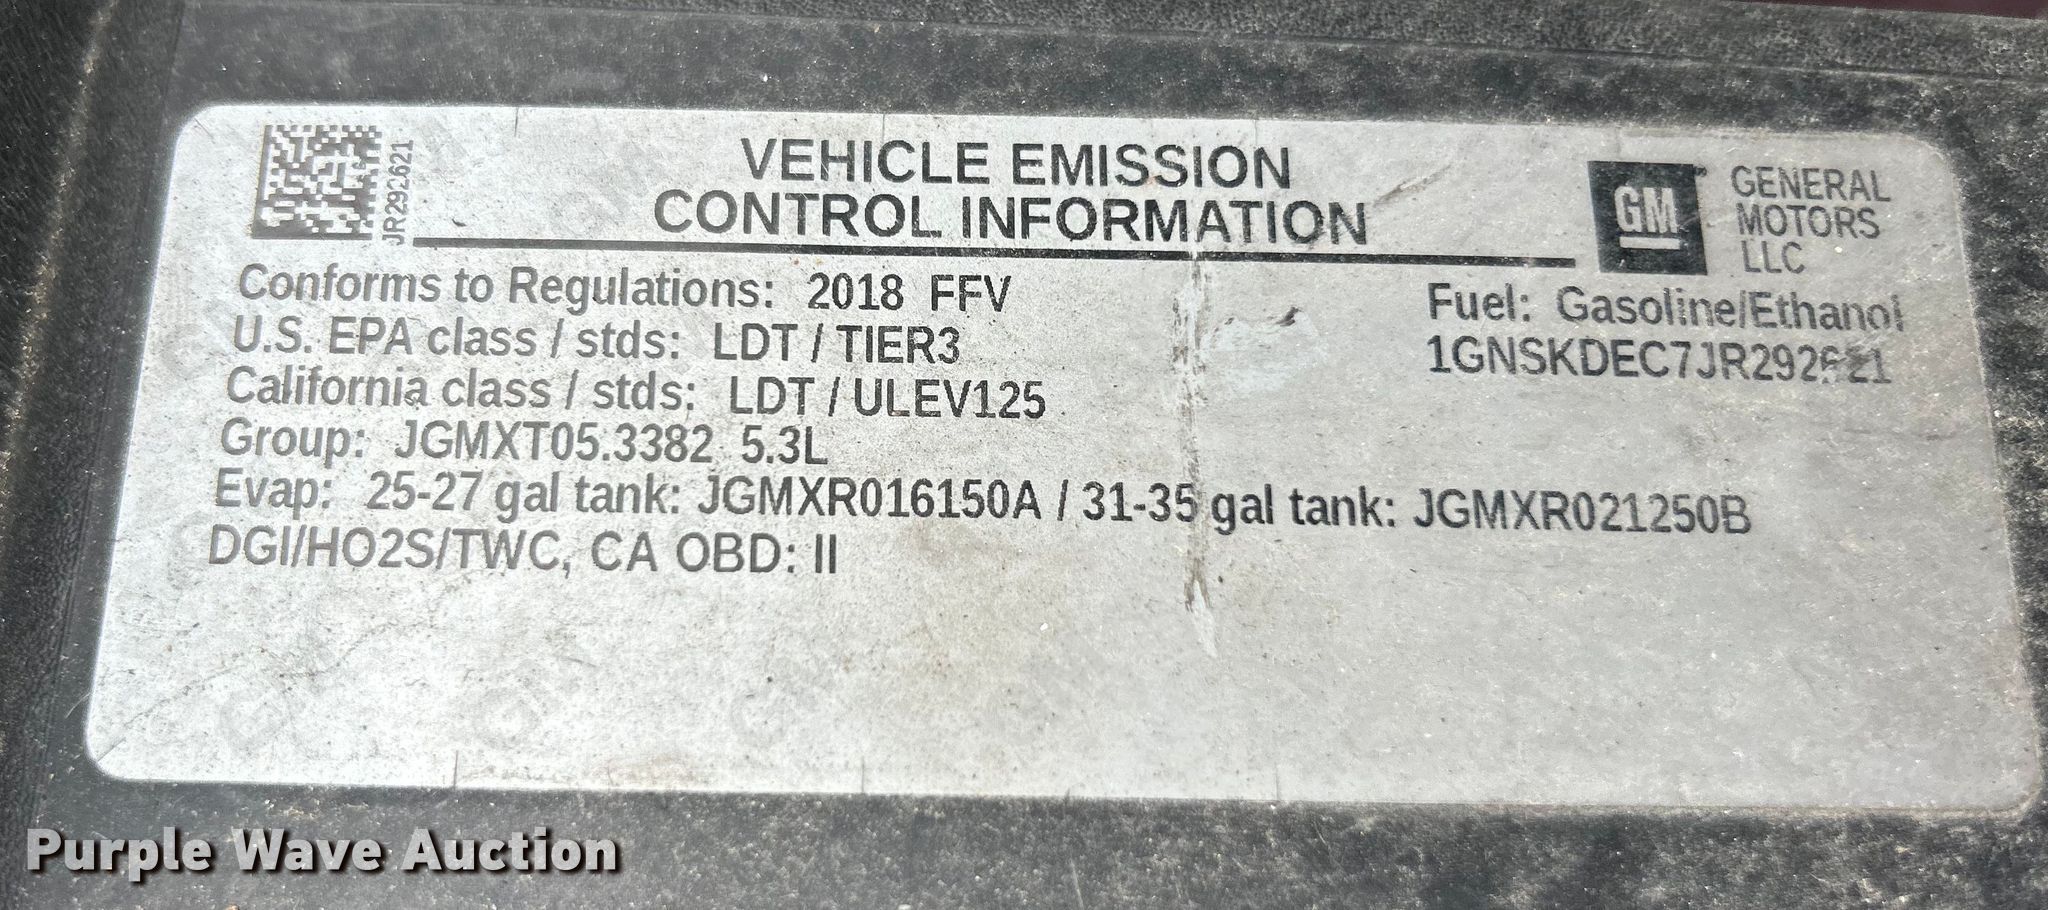 JR292621
VEHICLE EMISSION
CONTROL INFORMATION
GM
GENERAL
MOTORS
LLC
Conforms to Regulations: 2018 FFV
Fuel: Gasoline/Ethanol
U.S. EPA class / stds: LDT / TIER3
1GNSKDEC7JR292621
California class / stds: LDT / ULEV125
Group: JGMXT05.3382 5.3L
Evap: 25-27 gal tank: JGMXR016150A / 31-35 gal tank: JGMXR021250B
DGI/HO2S/TWC, CA OBD: II
Purple Wave Auction